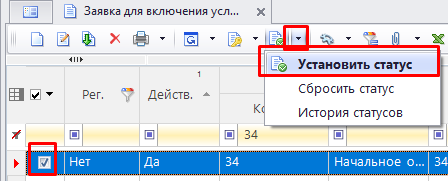 Заявка для включения усл...
Установить статус
Сбросить статус
История статусов
Рег. Действ. 1 Ко
34
Нет Да 34 Начальное о...